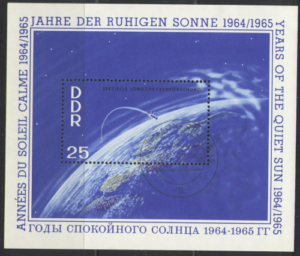 JAHRE DER RUHIGEN SONNE 1964/1965
ANNÉES DU SOLEIL CALME 1964/1965
YEARS OF THE QUIET SUN 1964/1965
DDR
25
ГОДЫ СПОКОЙНОГО СОЛНЦА 1964-1965 ГГ